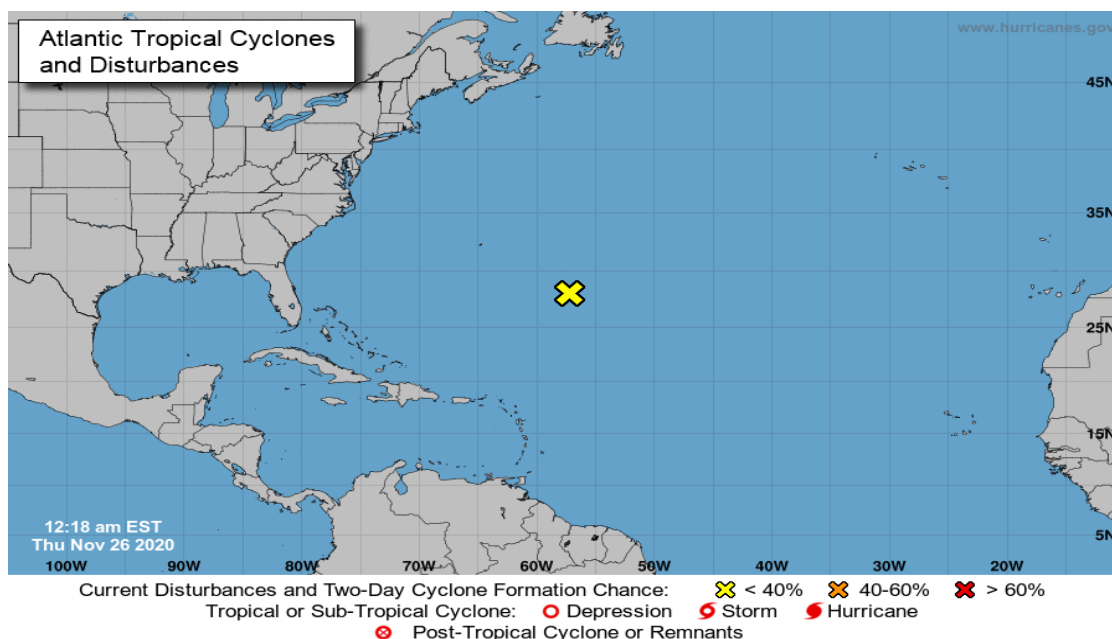 www.hurricanes.gov
Atlantic Tropical Cyclones
and Disturbances
45N
35N
25N
15N
5N
12:18 am EST
Thu Nov 26 2020
100W 90W 80W 70W 60W 50W 40W 30W 20W
Current Disturbances and Two-Day Cyclone Formation Chance: < 40% 40-60% > 60%
Tropical or Sub-Tropical Cyclone: Depression Storm Hurricane
Post-Tropical Cyclone or Remnants